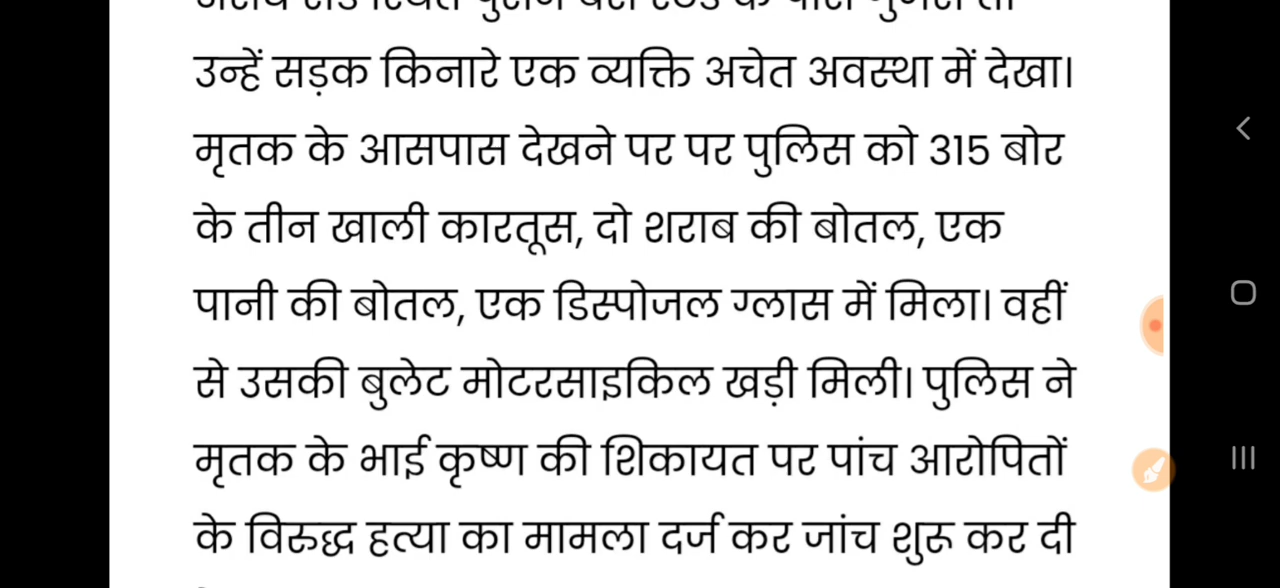 उन्हें सड़क किनारे एक व्यक्ति अचेत अवस्था में देखा।
मृतक के आसपास देखने पर पर पुलिस को 315 बोर
के तीन खाली कारतूस, दो शराब की बोतल, एक
पानी की बोतल, एक डिस्पोजल ग्लास में मिला। वहीं
से उसकी बुलेट मोटरसाइकिल खड़ी मिली। पुलिस ने
मृतक के भाई कृष्ण की शिकायत पर पांच आरोपितों
के विरुद्ध हत्या का मामला दर्ज कर जांच शुरू कर दी